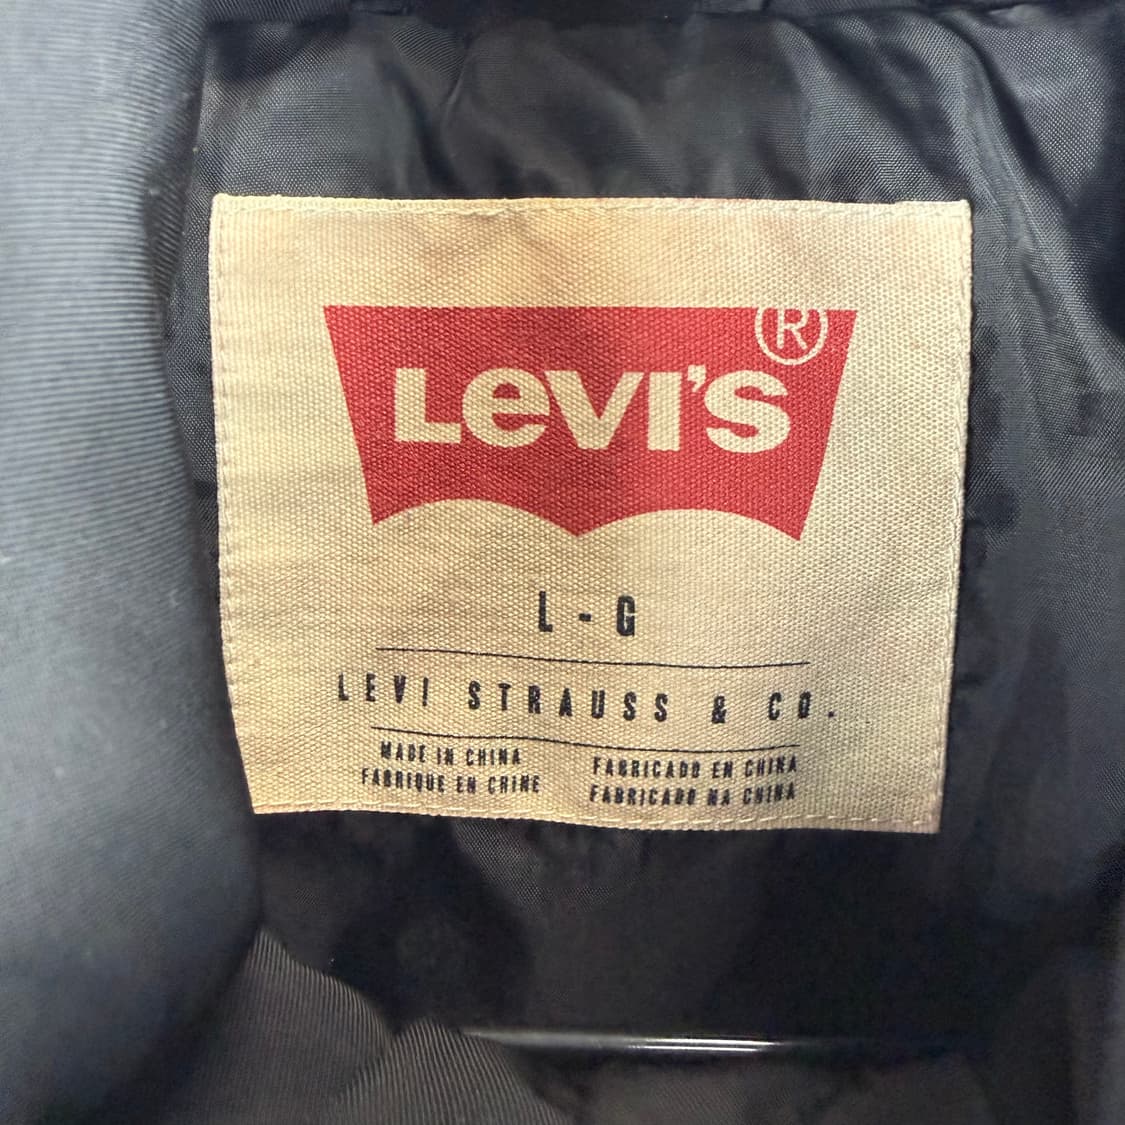 LEVI'S®
L - G
LEVI STRAUSS & CO.
MADE IN CHINA
FABRIQUE EN CHINE
FABRICADO EN CHINA
FABRICADO NA CHINA